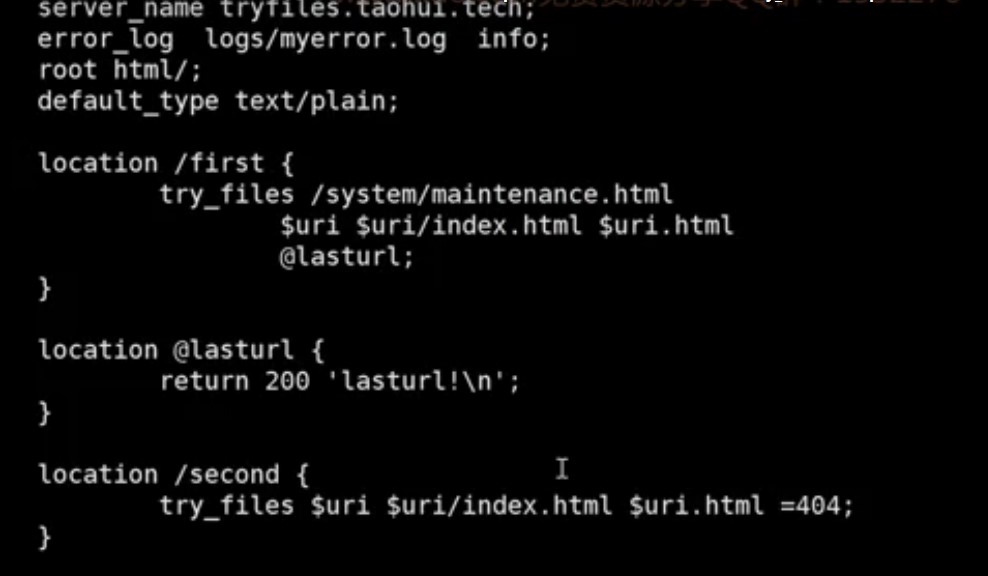 server_name tryfiles.taohui.tech;
error_log  logs/myerror.log  info;
root html/;
default_type text/plain;
location /first {
try_files /system/maintenance.html
$uri $uri/index.html $uri.html
@lasturl;
}
location @lasturl {
return 200 'lasturl!\n';
}
location /second {
try_files $uri $uri/index.html $uri.html =404;
}